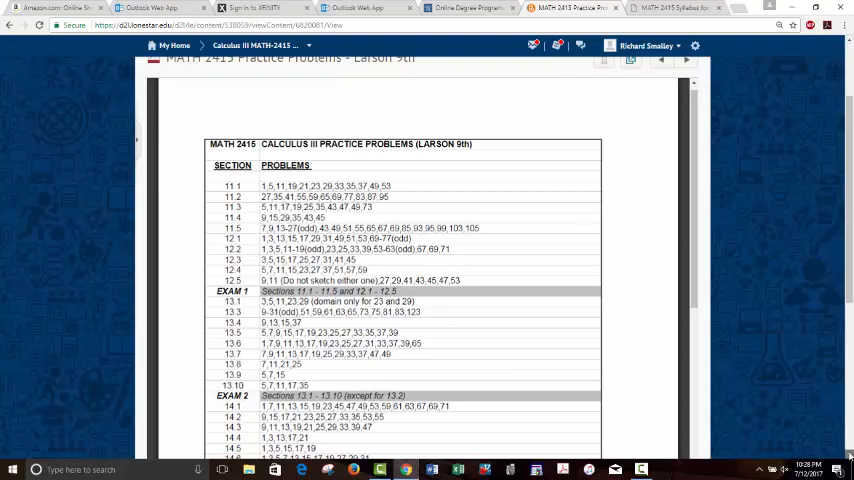 Amazon.com: Online Sh
Outlook Web App
Sign in to XFINITY
Outlook Web App
Online Degree Program
MATH 2415 Practice Pro
MATH 2415 Syllabus for
Secure
https://d2l.lonestar.edu/d2l/le/content/538059/viewContent/6820081/View
My Home
Calculus III MATH-2415 ...
Richard Smalley
MATH 2415 Practice Problems - Larson 9th
MATH 2415 CALCULUS III PRACTICE PROBLEMS (LARSON 9th)
SECTION PROBLEMS
11.1 1,5,11,19,21,23,29,33,35,37,49,53
11.2 27,35,41,55,59,65,69,77,83,87,95
11.3 5,11,17,19,25,35,43,47,49,73
11.4 9,15,29,35,43,45
11.5 7,9,13-27(odd),43,49,51,55,65,67,69,85,93,95,99,103,105
12.1 1,3,13,15,17,29,31,49,51,53,69-77(odd)
12.2 1,3,5,11-19(odd),23,25,33,39,53-63(odd),67,69,71
12.3 3,5,15,17,25,27,31,41,45
12.4 5,7,11,15,23,27,37,51,57,59
12.5 9,11 (Do not sketch either one),27,29,41,43,45,47,53
EXAM 1 Sections 11.1 - 11.5 and 12.1 - 12.5
13.1 3,5,11,23,29 (domain only for 23 and 29)
13.3 9-31(odd),51,59,61,63,65,73,75,81,83,123
13.4 9,13,15,37
13.5 5,7,9,15,17,19,23,25,27,33,35,37,39
13.6 1,7,9,11,13,17,19,23,25,27,31,33,37,39,65
13.7 7,9,11,13,17,19,25,29,33,37,47,49
13.8 7,11,21,25
13.9 5,7,15
13.10 5,7,11,17,35
EXAM 2 Sections 13.1 - 13.10 (except for 13.2)
14.1 1,7,11,13,15,19,23,45,47,49,53,59,61,63,67,69,71
14.2 9,15,17,21,23,25,27,33,35,53,55
14.3 9,11,13,19,21,25,29,33,39,47
14.4 1,3,13,17,21
14.5 1,3,5,15,17,19
14.6 1,3,5,7,13,15,17,19,27,29,31
Type here to search
10:28 PM
7/12/2017